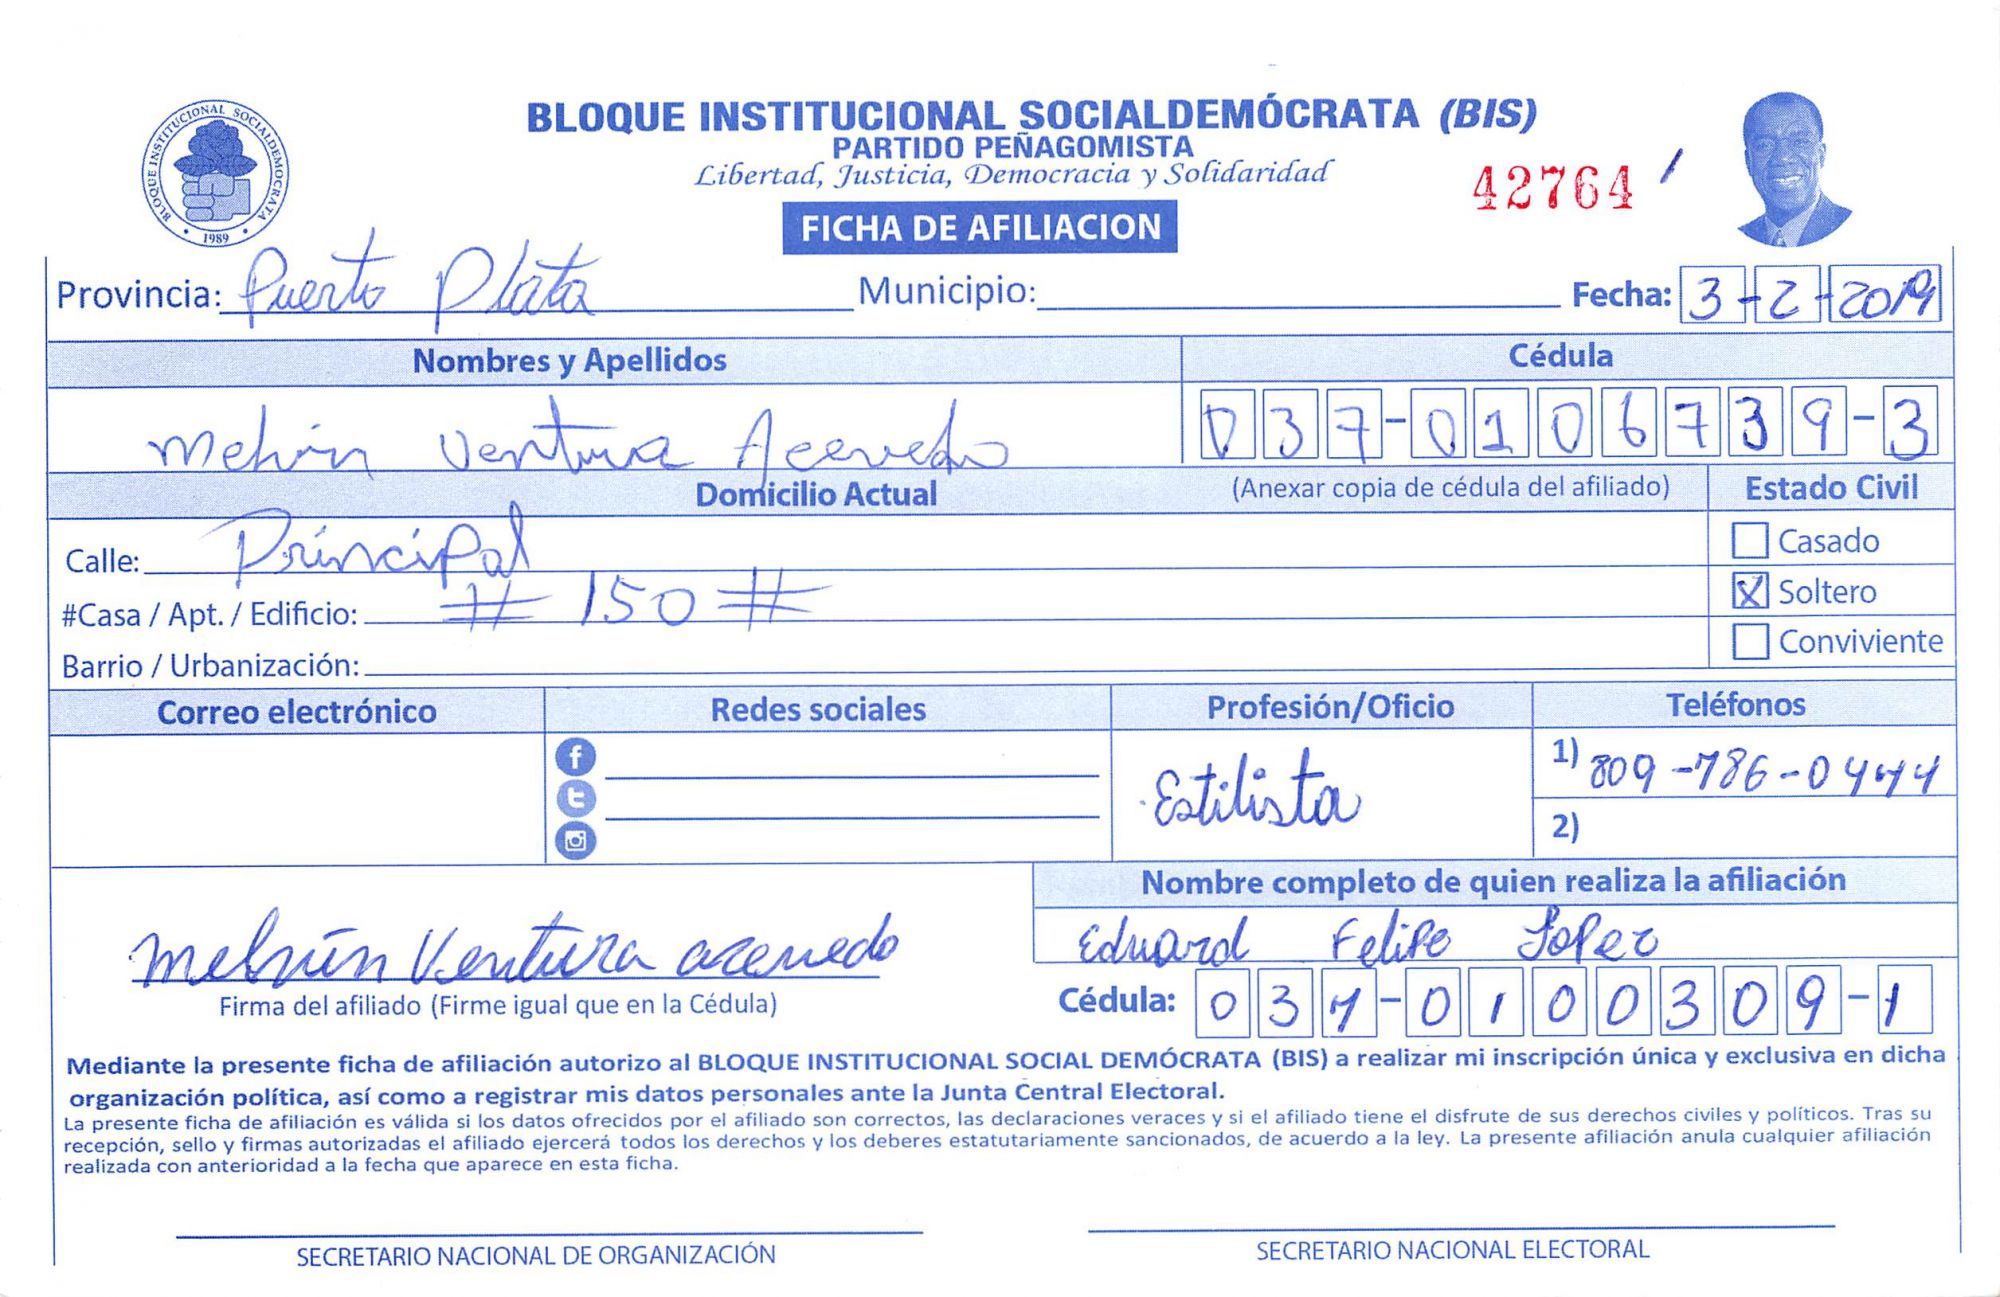 BLOQUE INSTITUCIONAL SOCIALDEMOCRATA
1989
BLOQUE INSTITUCIONAL SOCIALDEMÓCRATA (BIS)
PARTIDO PEÑAGOMISTA
Libertad, Justicia, Democracia y Solidaridad
42764
FICHA DE AFILIACION
Provincia: Puerto Plata Municipio: Fecha: 3-2-2019
Nombres y Apellidos Cédula
Melvin Ventura Acevedo 037-0106739-3
Domicilio Actual (Anexar copia de cédula del afiliado) Estado Civil
Calle: Principal Casado
#Casa / Apt. / Edificio: # 150 # X Soltero
Barrio / Urbanización: Conviviente
Correo electrónico Redes sociales Profesión/Oficio Teléfonos
Estilista 1) 809-786-0444
2)
Nombre completo de quien realiza la afiliación
Eduard Felipe Lopez
Melvin Ventura acevedo
Firma del afiliado (Firme igual que en la Cédula) Cédula: 037-0100309-1
Mediante la presente ficha de afiliación autorizo al BLOQUE INSTITUCIONAL SOCIAL DEMÓCRATA (BIS) a realizar mi inscripción única y exclusiva en dicha
organización política, así como a registrar mis datos personales ante la Junta Central Electoral.
La presente ficha de afiliación es válida si los datos ofrecidos por el afiliado son correctos, las declaraciones veraces y si el afiliado tiene el disfrute de sus derechos civiles y políticos. Tras su
recepción, sello y firmas autorizadas el afiliado ejercerá todos los derechos y los deberes estatutariamente sancionados, de acuerdo a la ley. La presente afiliación anula cualquier afiliación
realizada con anterioridad a la fecha que aparece en esta ficha.
SECRETARIO NACIONAL DE ORGANIZACIÓN SECRETARIO NACIONAL ELECTORAL